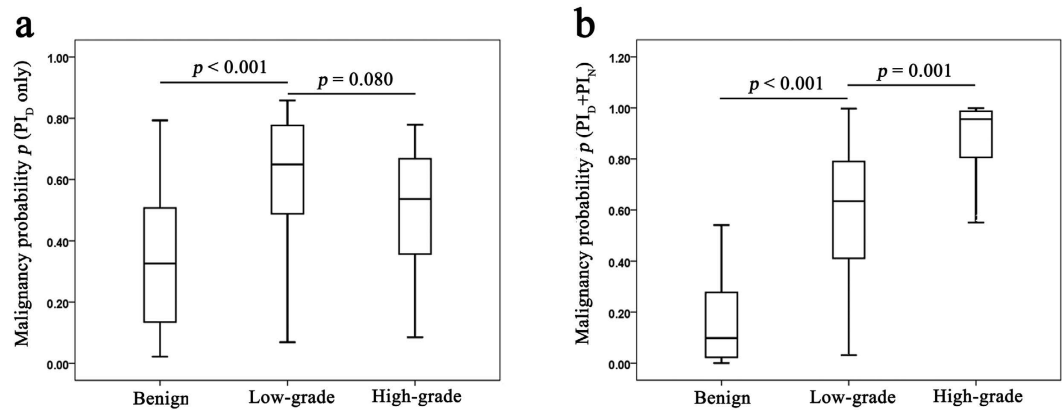 a
p < 0.001
p = 0.080
Malignancy probability p (PI_D only)
1.00
0.80
0.60
0.40
0.20
0.00
Benign
Low-grade
High-grade
b
p < 0.001
p = 0.001
Malignancy probability p (PI_D+PI_N)
1.20
1.00
0.80
0.60
0.40
0.20
0.00
Benign
Low-grade
High-grade